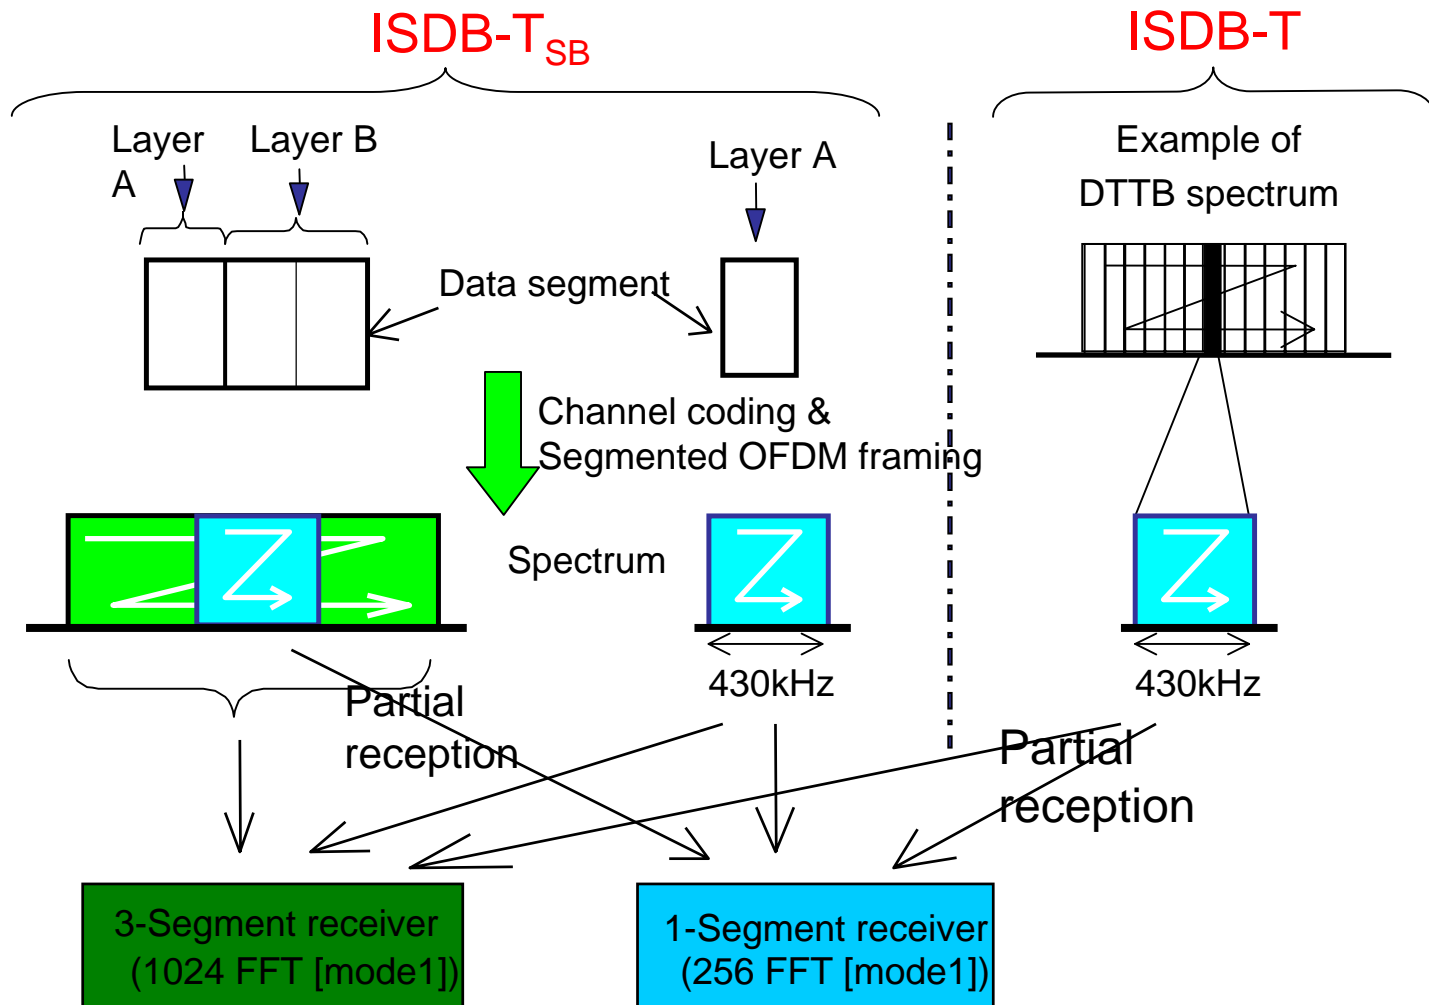 ISDB-TSB
ISDB-T
Layer
A
Layer B
Layer A
Example of
DTTB spectrum
Data segment
Channel coding &
Segmented OFDM framing
Spectrum
430kHz
430kHz
Partial
reception
Partial
reception
3-Segment receiver
(1024 FFT [mode1])
1-Segment receiver
(256 FFT [mode1])